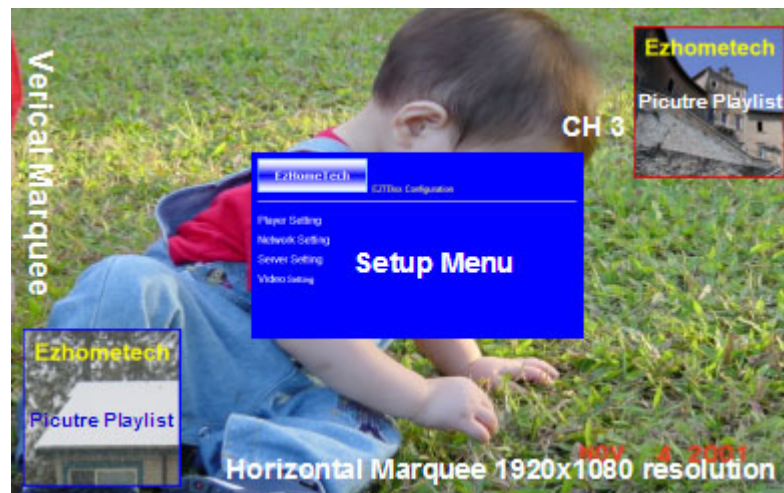 Verical Marquee
Ezhometech
Picutre Playlist
CH 3
EzHomeTech
EZTBox Configuration
Player Setting
Network Setting
Server Setting
Video Setting
Setup Menu
Ezhometech
Picutre Playlist
NOV 4 2001
Horizontal Marquee 1920x1080 resolution